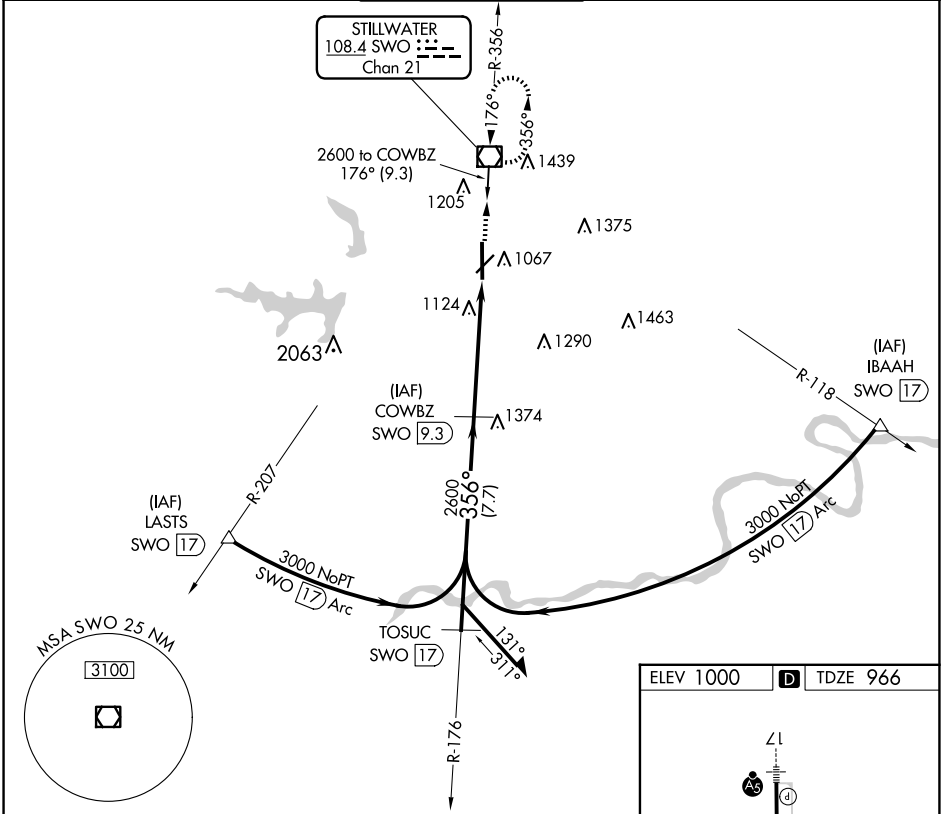 STILLWATER
108.4 SWO
Chan 21
R-356
176°
356°
2600 to COWBZ
176° (9.3)
1439
1205
1375
1067
1124
1463
1290
2063
(IAF)
COWBZ
SWO 9.3
1374
(IAF)
IBAAH
SWO 17
R-118
R-207
(IAF)
LASTS
SWO 17
2600
356°
(7.7)
3000 NoPT
SWO 17 Arc
3000 NoPT
SWO 17 Arc
TOSUC
SWO 17
131°
311°
R-176
MSA SWO 25 NM
3100
ELEV 1000 D TDZE 966
17
A5
P